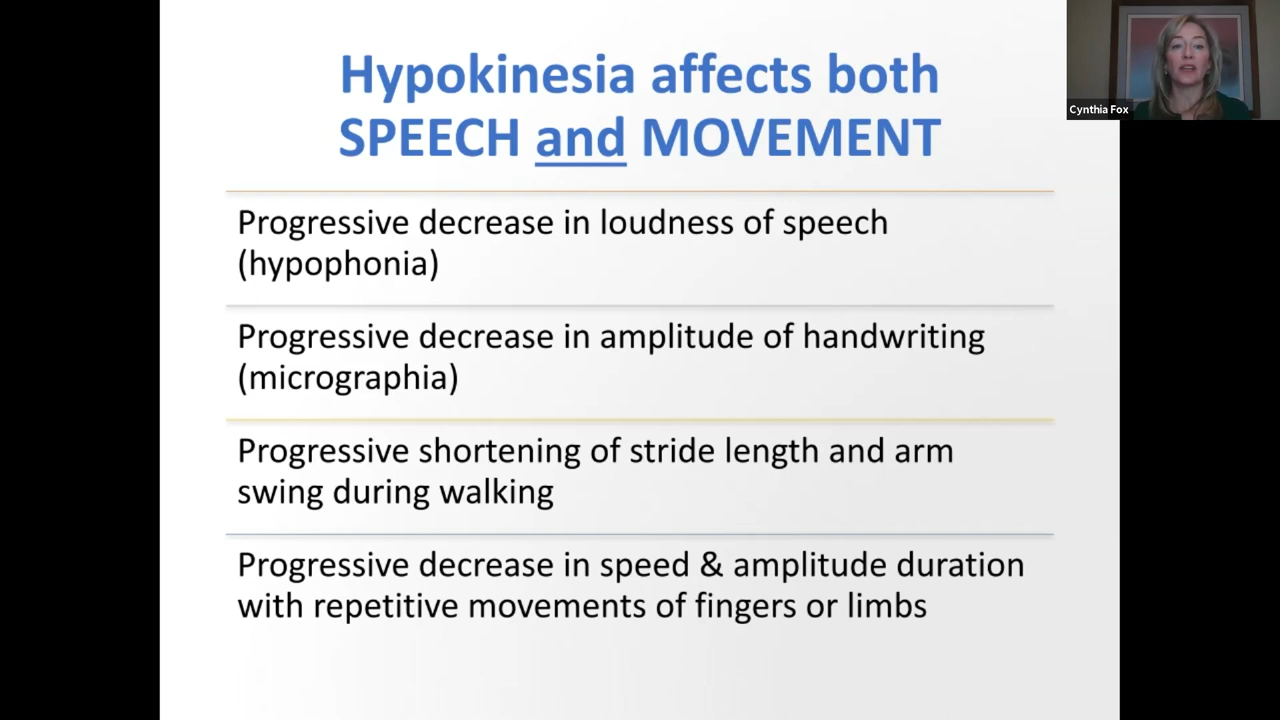 Hypokinesia affects both
SPEECH and MOVEMENT
Cynthia Fox
Progressive decrease in loudness of speech
(hypophonia)
Progressive decrease in amplitude of handwriting
(micrographia)
Progressive shortening of stride length and arm
swing during walking
Progressive decrease in speed & amplitude duration
with repetitive movements of fingers or limbs